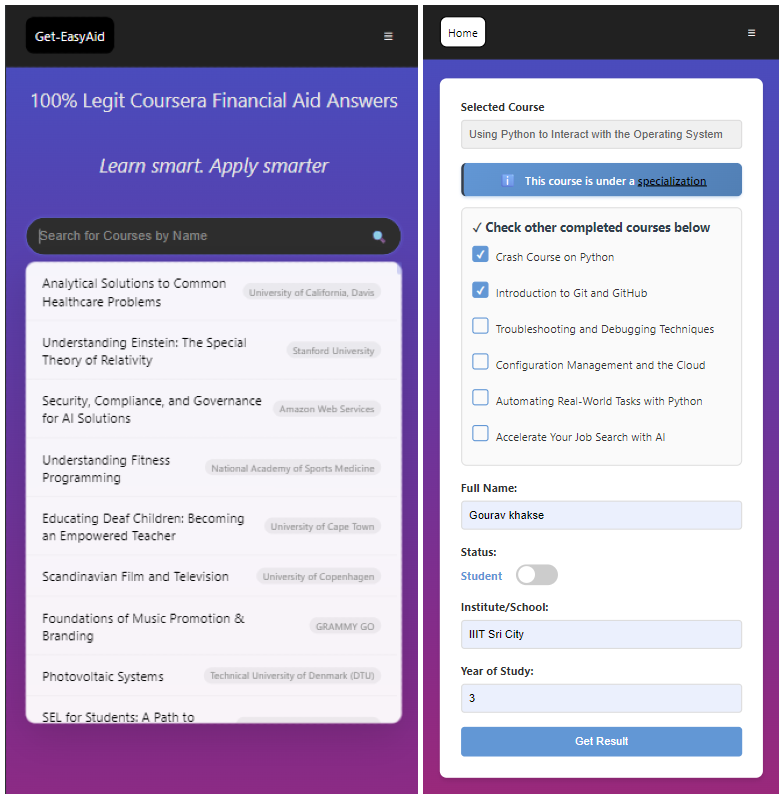 Get-EasyAid
≡
100% Legit Coursera Financial Aid Answers
Learn smart. Apply smarter
Search for Courses by Name
Analytical Solutions to Common
Healthcare Problems
University of California, Davis
Understanding Einstein: The Special
Theory of Relativity
Stanford University
Security, Compliance, and Governance
for AI Solutions
Amazon Web Services
Understanding Fitness
Programming
National Academy of Sports Medicine
Educating Deaf Children: Becoming
an Empowered Teacher
University of Cape Town
Scandinavian Film and Television
University of Copenhagen
Foundations of Music Promotion &
Branding
GRAMMY GO
Photovoltaic Systems
Technical University of Denmark (DTU)
SEL for Students: A Path to
Home
≡
Selected Course
Using Python to Interact with the Operating System
i This course is under a specialization
✓ Check other completed courses below
Crash Course on Python
Introduction to Git and GitHub
Troubleshooting and Debugging Techniques
Configuration Management and the Cloud
Automating Real-World Tasks with Python
Accelerate Your Job Search with AI
Full Name:
Gourav khakse
Status:
Student
Institute/School:
IIIT Sri City
Year of Study:
3
Get Result